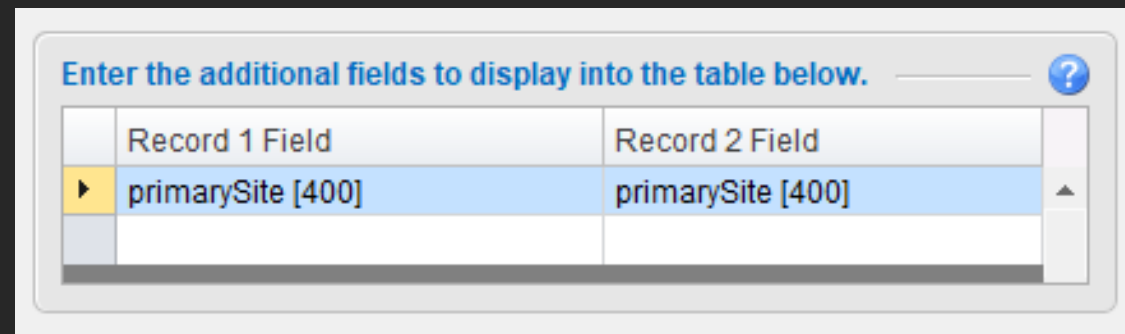 Enter the additional fields to display into the table below. ?
Record 1 Field Record 2 Field
primarySite [400] primarySite [400]